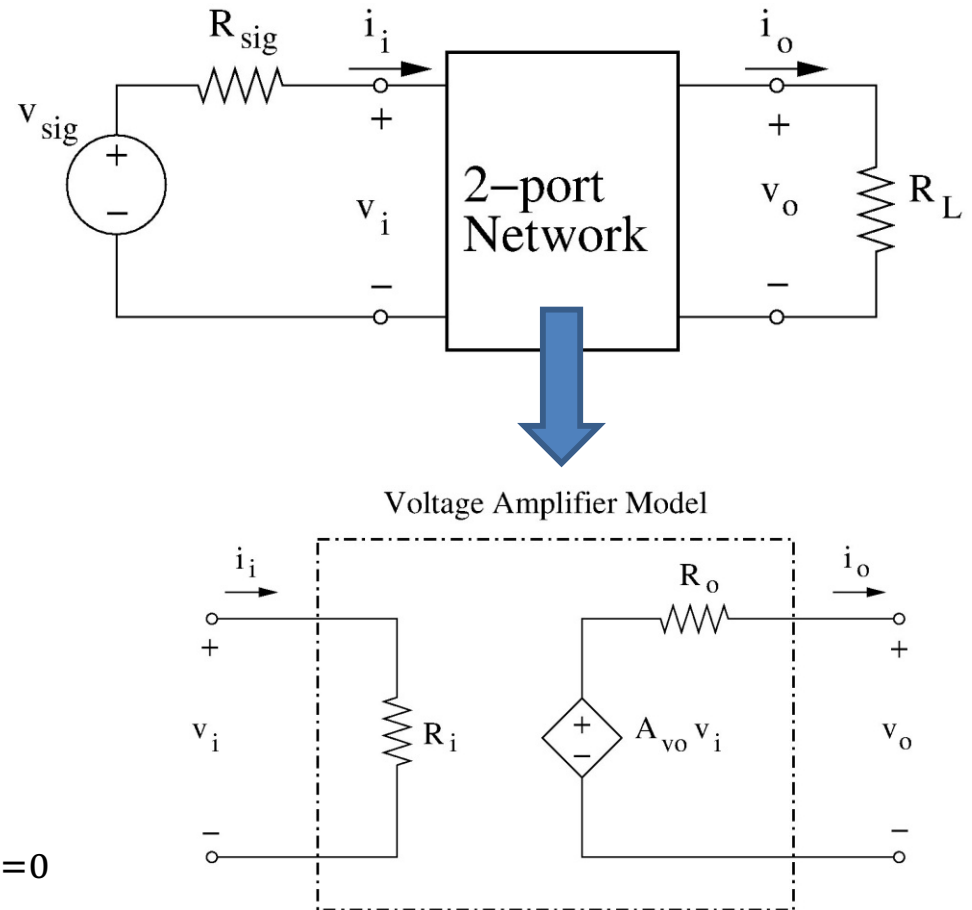 R sig
i i
i o
v sig
+
−
+
v i
−
2−port
Network
+
v o
−
R L
Voltage Amplifier Model
i i
R o
i o
+
v i
−
R i
+
−
A vo v i
+
v o
−
=0